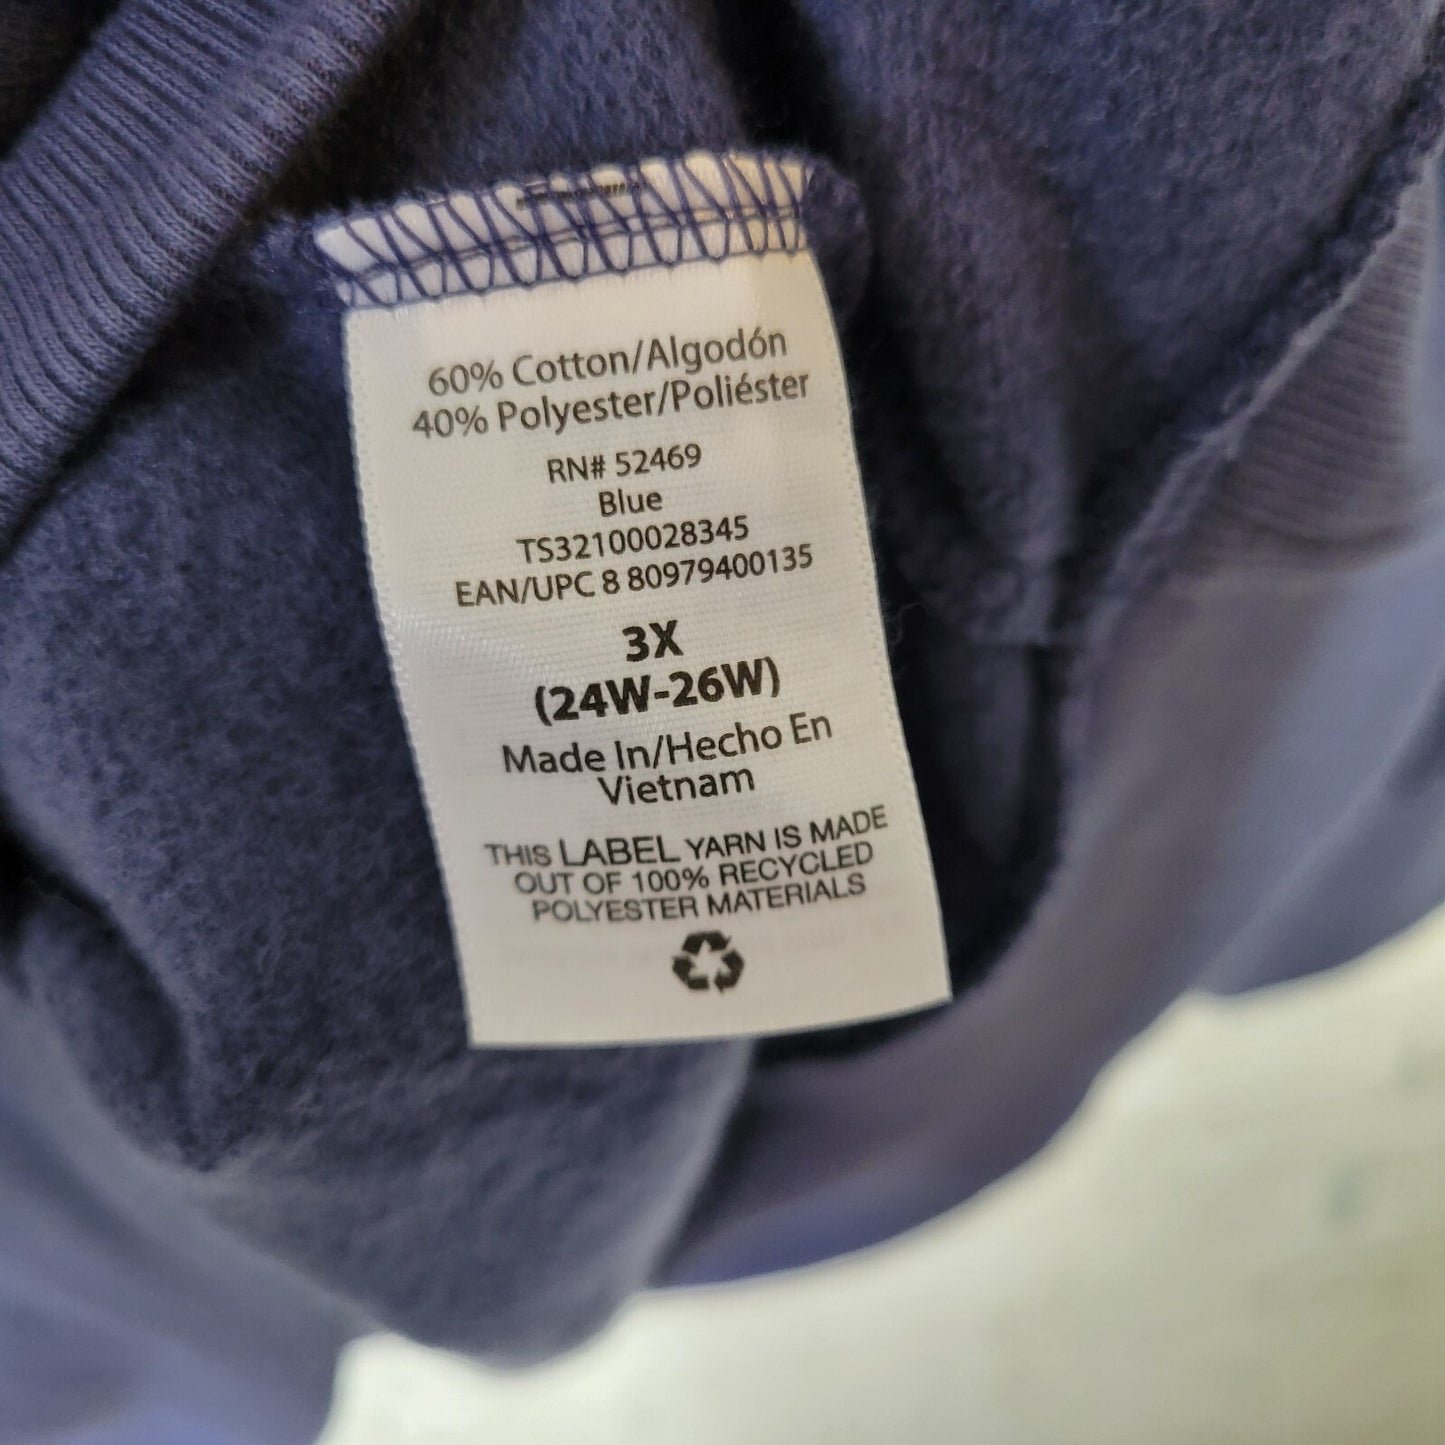 60% Cotton/Algodón
40% Polyester/Poliéster
RN# 52469
Blue
TS32100028345
EAN/UPC 8 80979400135
3X
(24W-26W)
Made In/Hecho En
Vietnam
THIS LABEL YARN IS MADE
OUT OF 100% RECYCLED
POLYESTER MATERIALS